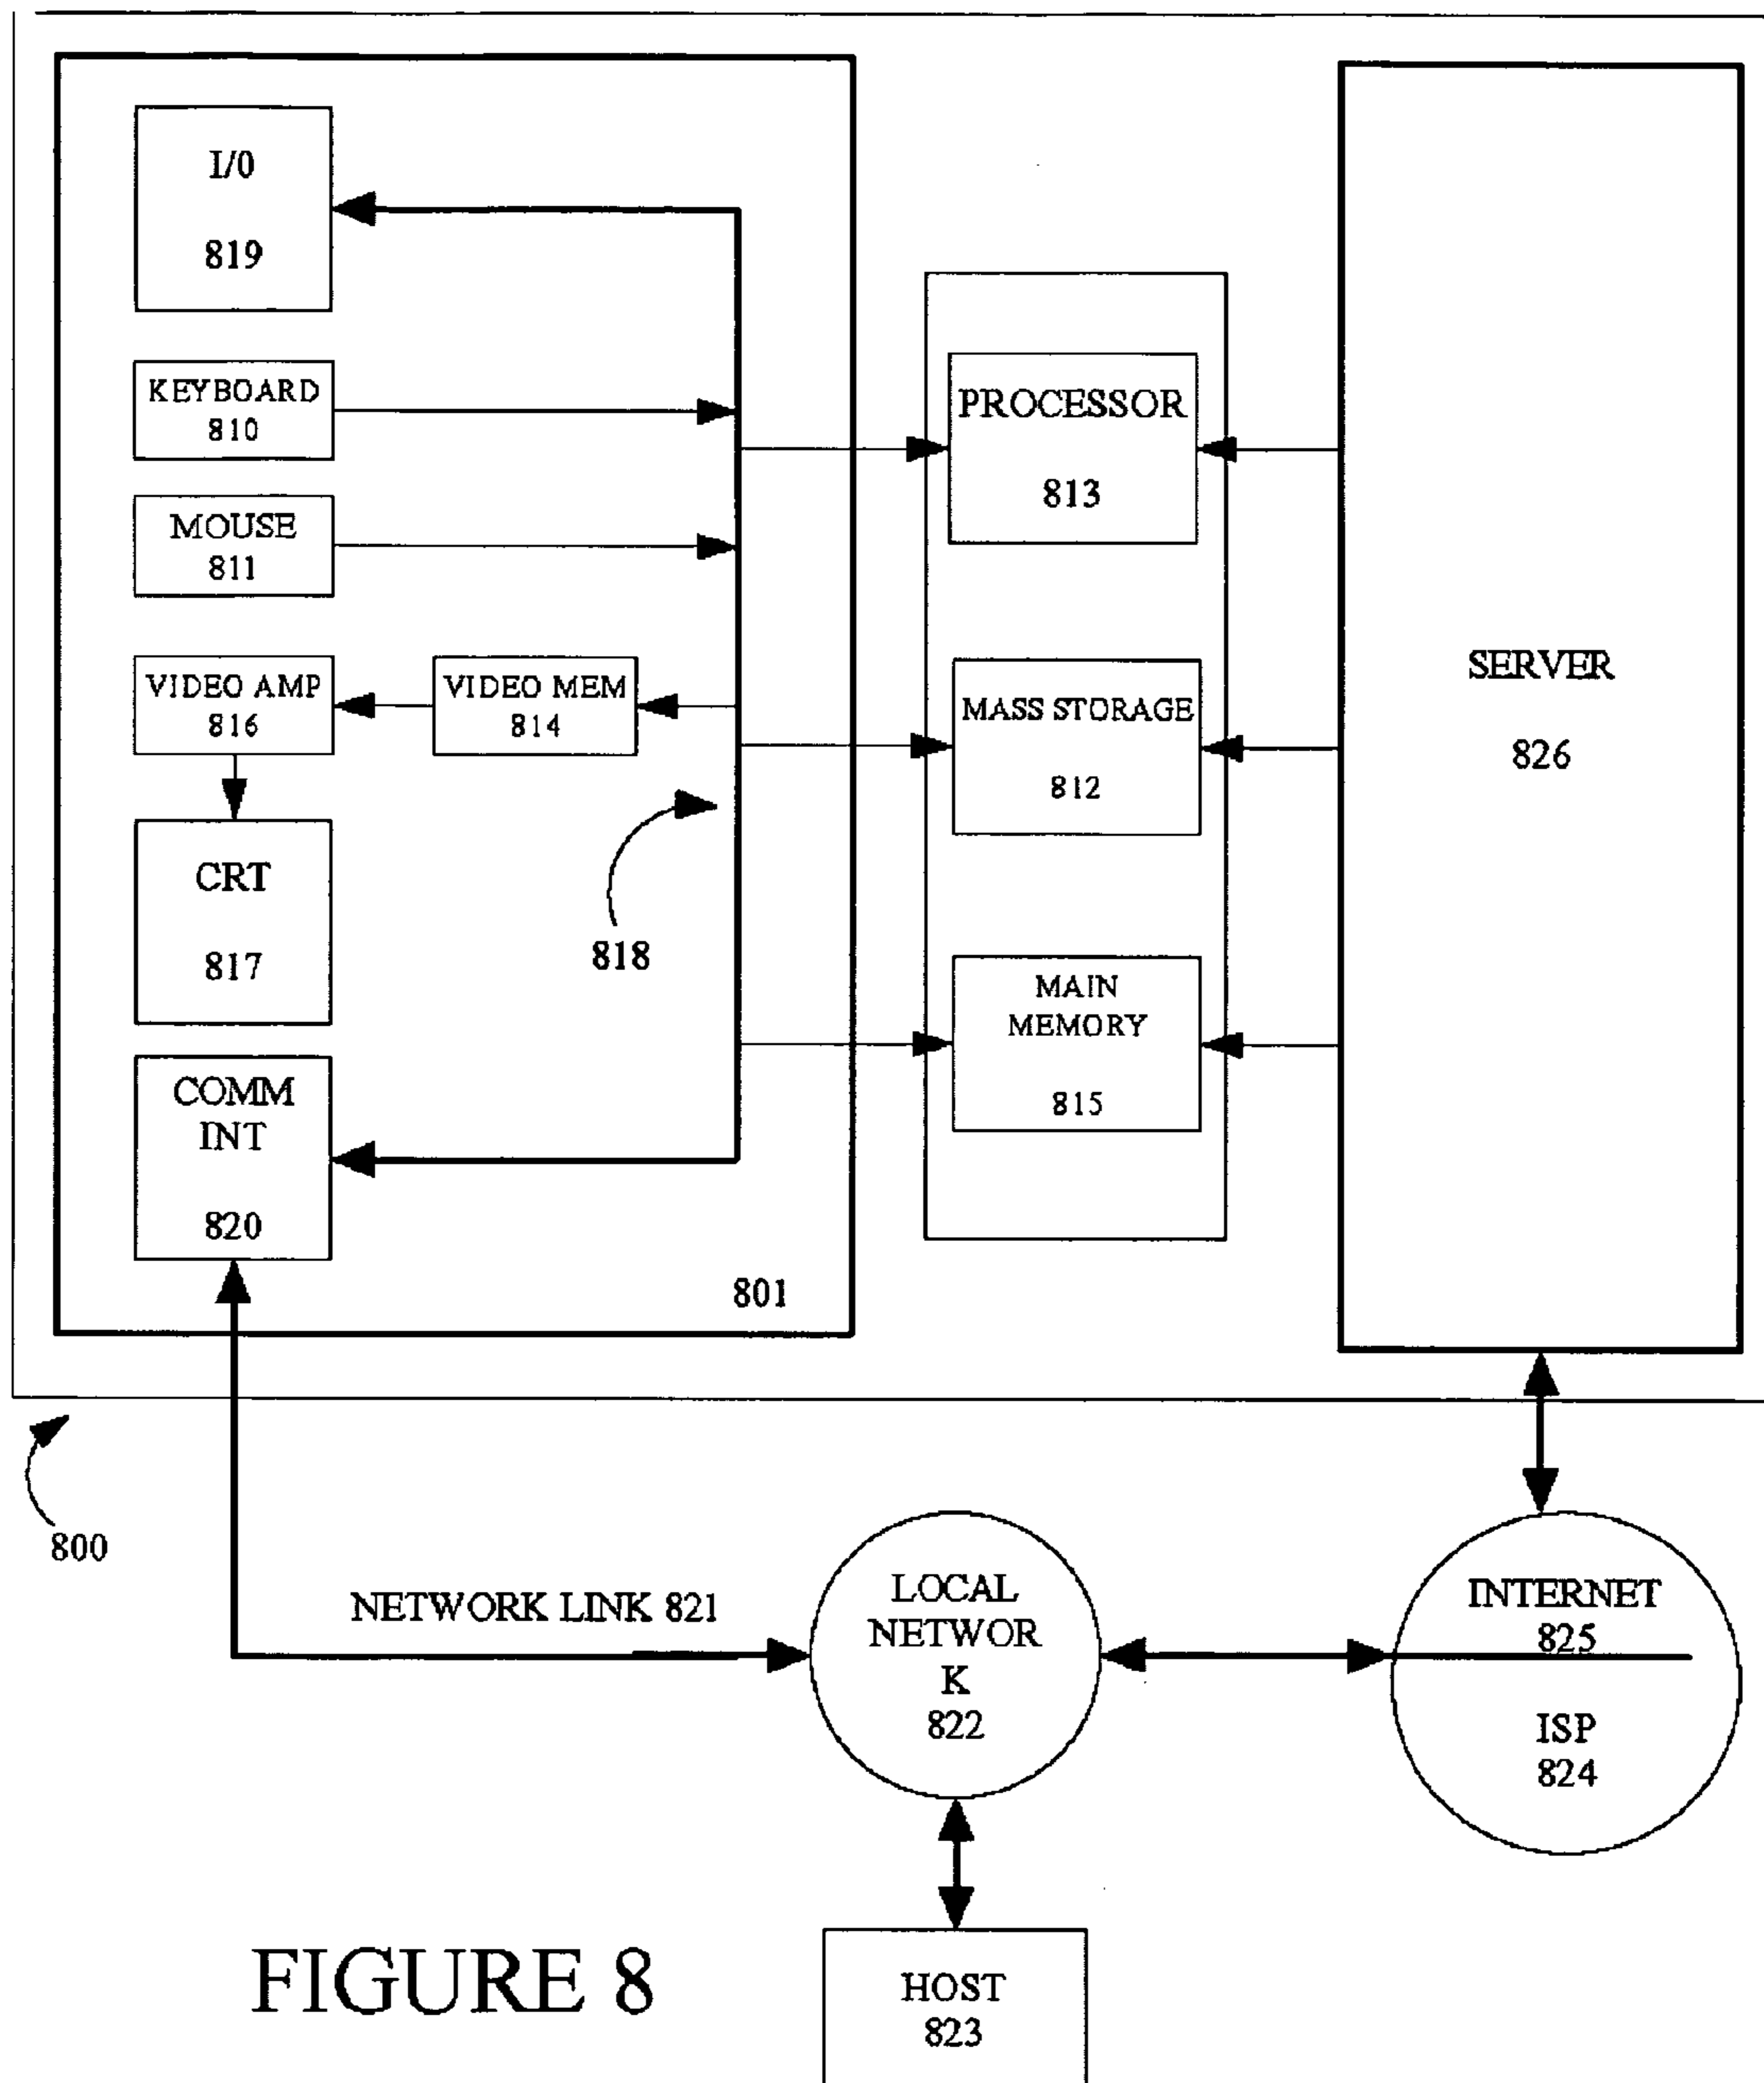 I/0
819
KEYBOARD
810
MOUSE
811
VIDEO AMP
816
VIDEO MEM
814
CRT
817
818
COMM
INT
820
801
PROCESSOR
813
MASS STORAGE
812
MAIN
MEMORY
815
SERVER
826
800
NETWORK LINK 821
LOCAL
NETWOR
K
822
INTERNET
825
ISP
824
HOST
823
FIGURE 8